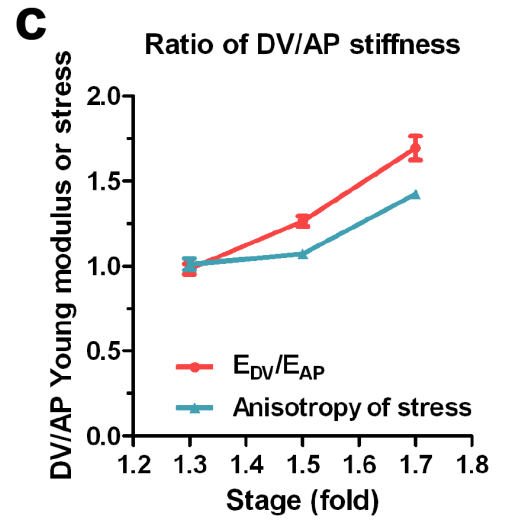 C
Ratio of DV/AP stiffness
DV/AP Young modulus or stress
2.0
1.5
1.0
0.5
0.0
E_DV/E_AP
Anisotropy of stress
1.2 1.3 1.4 1.5 1.6 1.7 1.8
Stage (fold)